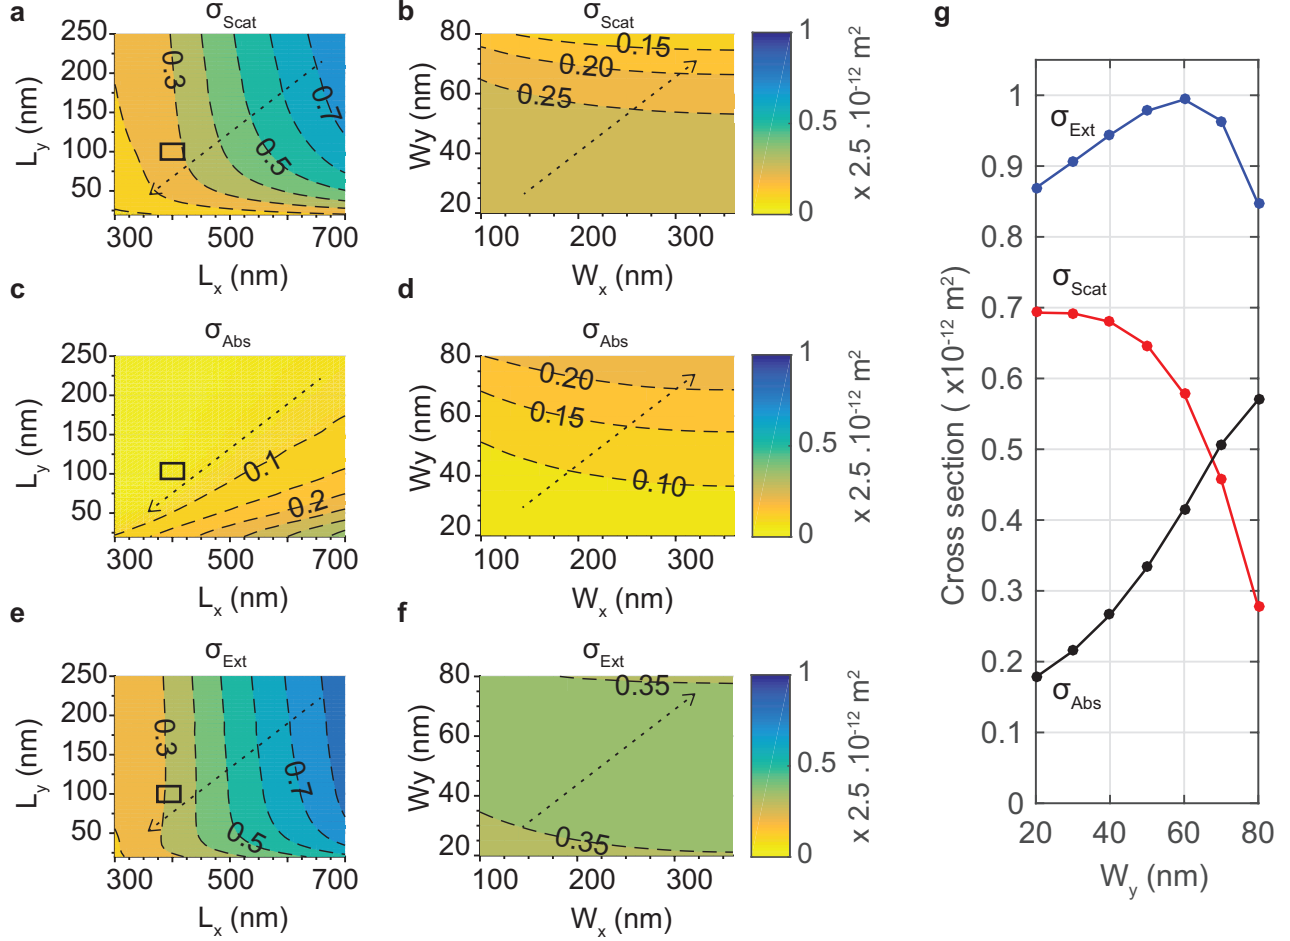 a
σScat
250
200
150
100
50
Ly (nm)
0.3
0.5
0.7
300
500
700
Lx (nm)
b
σScat
80
60
40
20
Wy (nm)
0.15
0.20
0.25
100
200
300
Wx (nm)
1
0.5
0
x 2.5 . 10-12 m2
c
σAbs
250
200
150
100
50
Ly (nm)
0.1
0.2
300
500
700
Lx (nm)
d
σAbs
80
60
40
20
Wy (nm)
0.20
0.15
0.10
100
200
300
Wx (nm)
1
0.5
0
x 2.5 . 10-12 m2
e
σExt
250
200
150
100
50
Ly (nm)
0.3
0.5
0.7
300
500
700
Lx (nm)
f
σExt
80
60
40
20
Wy (nm)
0.35
0.35
100
200
300
Wx (nm)
1
0.5
0
x 2.5 . 10-12 m2
g
1
0.9
0.8
0.7
0.6
0.5
0.4
0.3
0.2
0.1
0
Cross section ( x10-12 m2)
σExt
σScat
σAbs
20
40
60
80
Wy (nm)